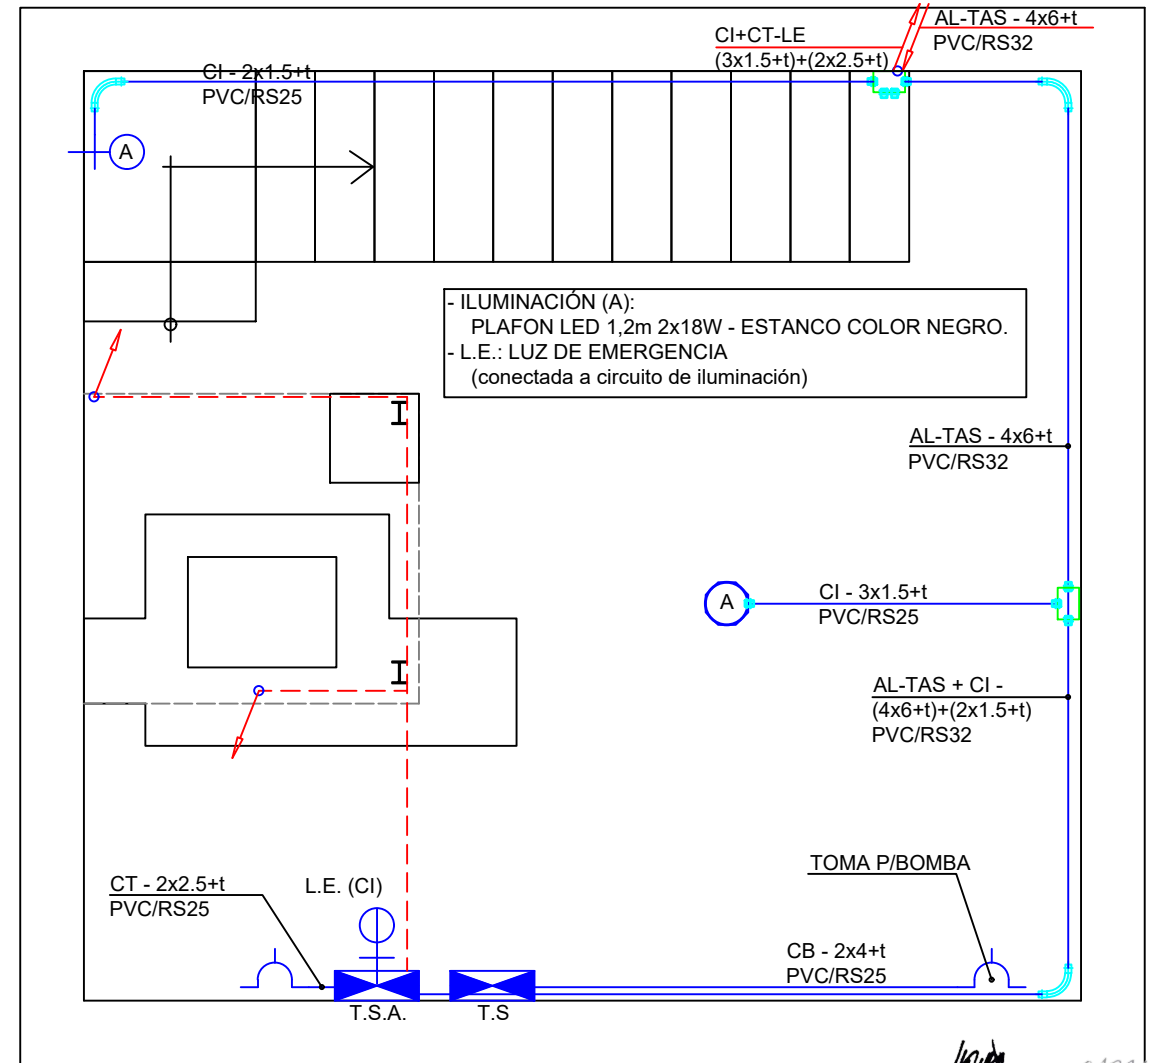 AL-TAS - 4x6+t
PVC/RS32
CI+CT-LE
(3x1.5+t)+(2x2.5+t)
CI - 2x1.5+t
PVC/RS25
A
- ILUMINACIÓN (A):
PLAFON LED 1,2m 2x18W - ESTANCO COLOR NEGRO.
- L.E.: LUZ DE EMERGENCIA
(conectada a circuito de iluminación)
AL-TAS - 4x6+t
PVC/RS32
A
CI - 3x1.5+t
PVC/RS25
AL-TAS + CI -
(4x6+t)+(2x1.5+t)
PVC/RS32
TOMA P/BOMBA
CT - 2x2.5+t
PVC/RS25
L.E. (CI)
CB - 2x4+t
PVC/RS25
T.S.A.
T.S